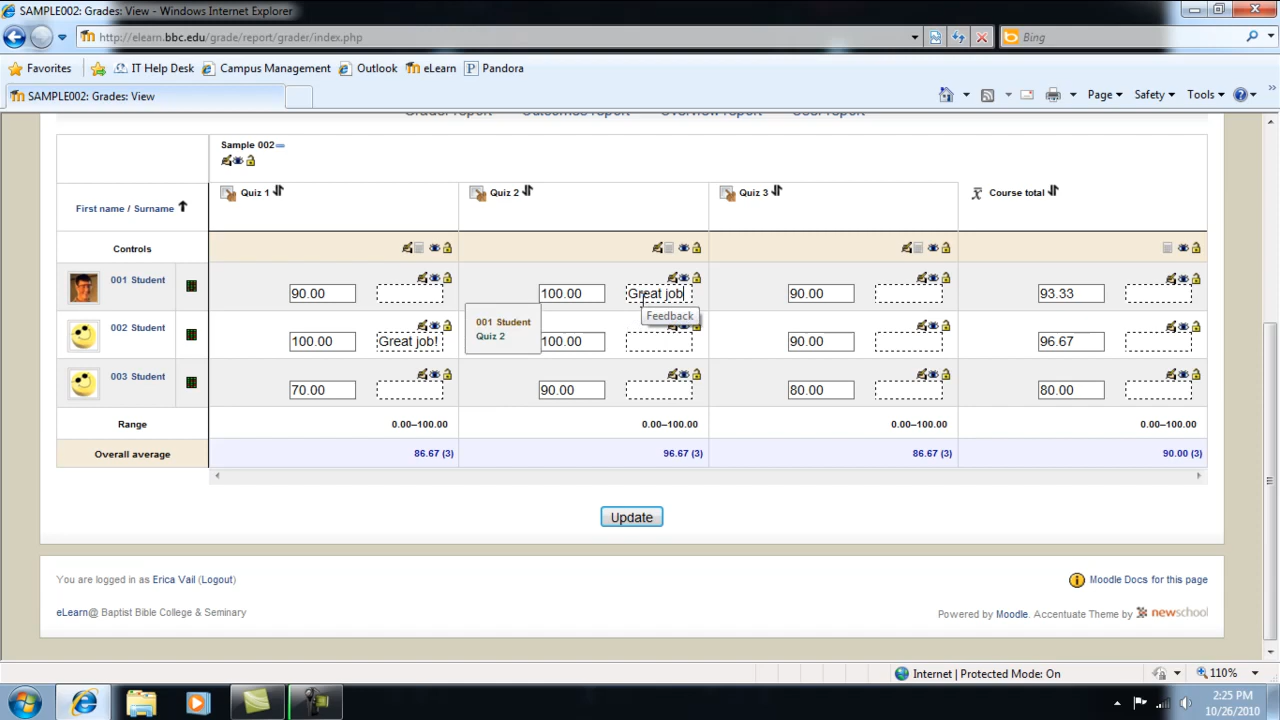 SAMPLE002: Grades: View - Windows Internet Explorer
http://elearn.bbc.edu/grade/report/grader/index.php
Bing
Favorites IT Help Desk Campus Management Outlook eLearn Pandora
SAMPLE002: Grades: View
Page Safety Tools
Grader report Outcomes report Overview report User report
Sample 002
First name / Surname Quiz 1 Quiz 2 Quiz 3 Course total
Controls
001 Student 90.00 100.00 Great job 90.00 93.33
Feedback
001 Student
Quiz 2
002 Student 100.00 Great job! 100.00 90.00 96.67
003 Student 70.00 90.00 80.00 80.00
Range 0.00–100.00 0.00–100.00 0.00–100.00 0.00–100.00
Overall average 86.67 (3) 96.67 (3) 86.67 (3) 90.00 (3)
Update
You are logged in as Erica Vail (Logout)
Moodle Docs for this page
eLearn@ Baptist Bible College & Seminary
Powered by Moodle. Accentuate Theme by newschool
Internet | Protected Mode: On
110%
2:25 PM
10/26/2010